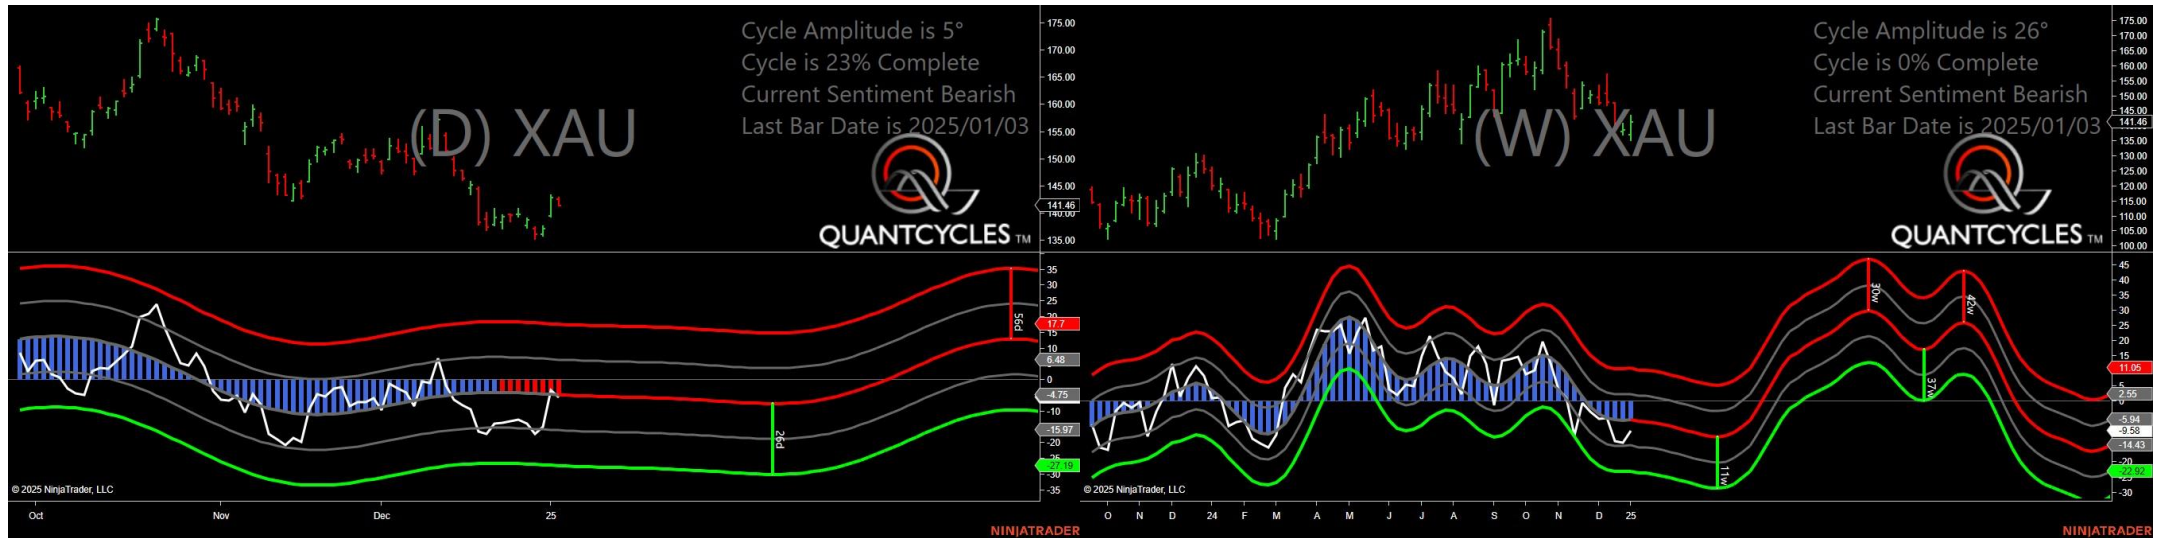 Cycle Amplitude is 5°
Cycle is 23% Complete
Current Sentiment Bearish
Last Bar Date is 2025/01/03
(D) XAU
QUANTCYCLES TM
175.00
170.00
165.00
160.00
155.00
150.00
145.00
141.46
140.00
135.00
35
30
25
20
17.7
15
10
6.48
0
-4.75
-10
-15.97
-20
-27.19
-30
-35
56d
26d
© 2025 NinjaTrader, LLC
Oct Nov Dec 25
NINJATRADER
Cycle Amplitude is 26°
Cycle is 0% Complete
Current Sentiment Bearish
Last Bar Date is 2025/01/03
(W) XAU
QUANTCYCLES TM
175.00
170.00
165.00
160.00
155.00
150.00
145.00
141.46
135.00
130.00
125.00
120.00
115.00
110.00
105.00
100.00
45
40
35
30
25
20
15
11.05
5
2.55
0
-5.94
-9.58
-14.43
-20
-22.92
-30
30w
42w
37w
11w
© 2025 NinjaTrader, LLC
O N D 24 F M A M J J A S O N D 25
NINJATRADER